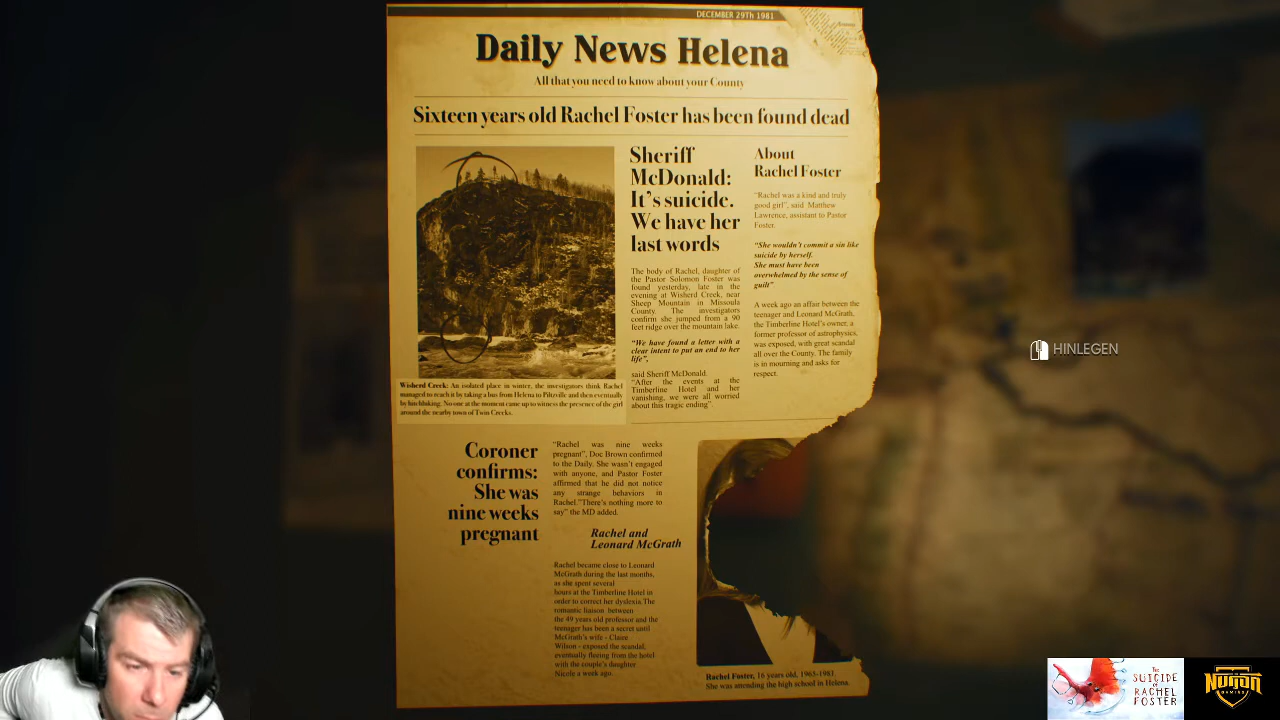 DECEMBER 29Th 1981
Daily News Helena
All that you need to know about your County
Sixteen years old Rachel Foster has been found dead
Sheriff
McDonald:
It's suicide.
We have her
last words
The body of Rachel, daughter of
the Pastor Solomon Foster was
found yesterday, late in the
evening at Wisherd Creek, near
Sheep Mountain in Missoula
County. The investigators
confirm she jumped from a 90
feet ridge over the mountain lake.
"We have found a letter with a
clear intent to put an end to her
life",
said Sheriff McDonald.
"After the events at the
Timberline Hotel and her
vanishing, we were all worried
about this tragic ending"
About
Rachel Foster
"Rachel was a kind and truly
good girl", said Matthew
Lawrence, assistant to Pastor
Foster.
"She wouldn't commit a sin like
suicide by herself.
She must have been
overwhelmed by the sense of
guilt"
A week ago an affair between the
teenager and Leonard McGrath,
the Timberline Hotel's owner, a
former professor of astrophysics,
was exposed, with great scandal
all over the County. The family
is in mourning and asks for
respect.
Wisherd Creek: An isolated place in winter, the investigators think Rachel
managed to reach it by taking a bus from Helena to Piltzville and then eventually
by hitchhiking. No one at the moment came up to witness the presence of the girl
around the nearby town of Twin Creeks.
Coroner
confirms:
She was
nine weeks
pregnant
"Rachel was nine weeks
pregnant", Doc Brown confirmed
to the Daily. She wasn't engaged
with anyone, and Pastor Foster
affirmed that he did not notice
any strange behaviors in
Rachel."There's nothing more to
say" the MD added.
Rachel and
Leonard McGrath
Rachel became close to Leonard
McGrath during the last months,
as she spent several
hours at the Timberline Hotel in
order to correct her dyslexia.The
romantic liaison between
the 49 years old professor and the
teenager has been a secret until
McGrath's wife - Claire
Wilson - exposed the scandal,
eventually fleeing from the hotel
with the couple's daughter
Nicole a week ago.
Rachel Foster, 16 years old, 1965-1981.
She was attending the high school in Helena.
HINLEGEN
The
SUICIDE
of RACHEL
FOSTER
NUGON
GAMING